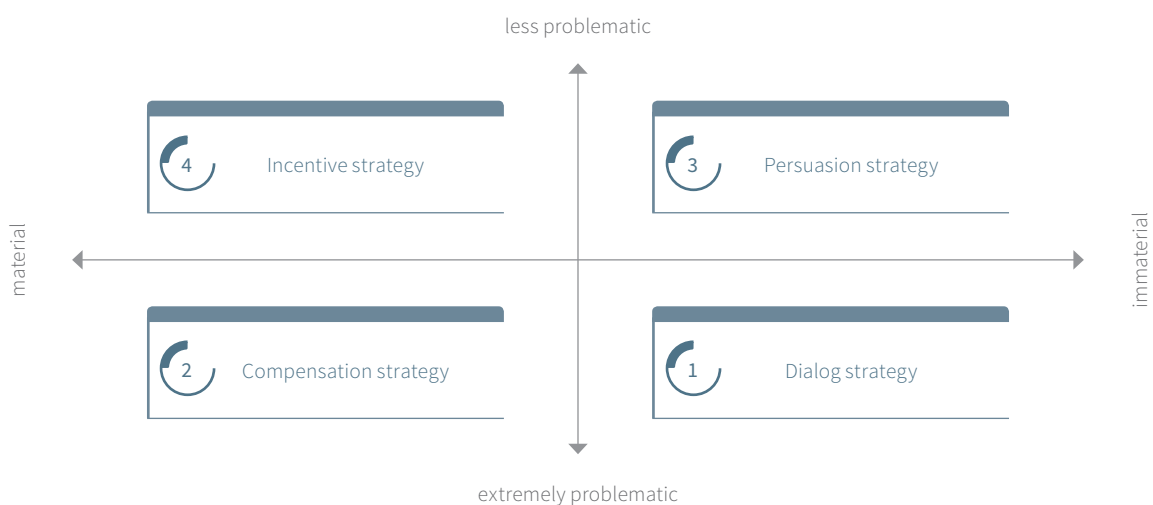 less problematic
4 Incentive strategy
3 Persuasion strategy
material
immaterial
2 Compensation strategy
1 Dialog strategy
extremely problematic